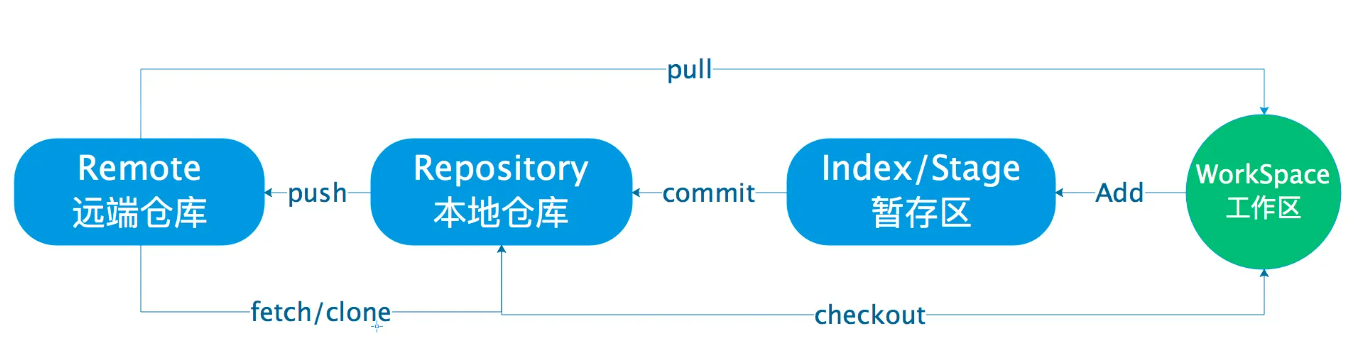 pull
Remote
远端仓库
push
Repository
本地仓库
commit
Index/Stage
暂存区
Add
WorkSpace
工作区
fetch/clone
checkout